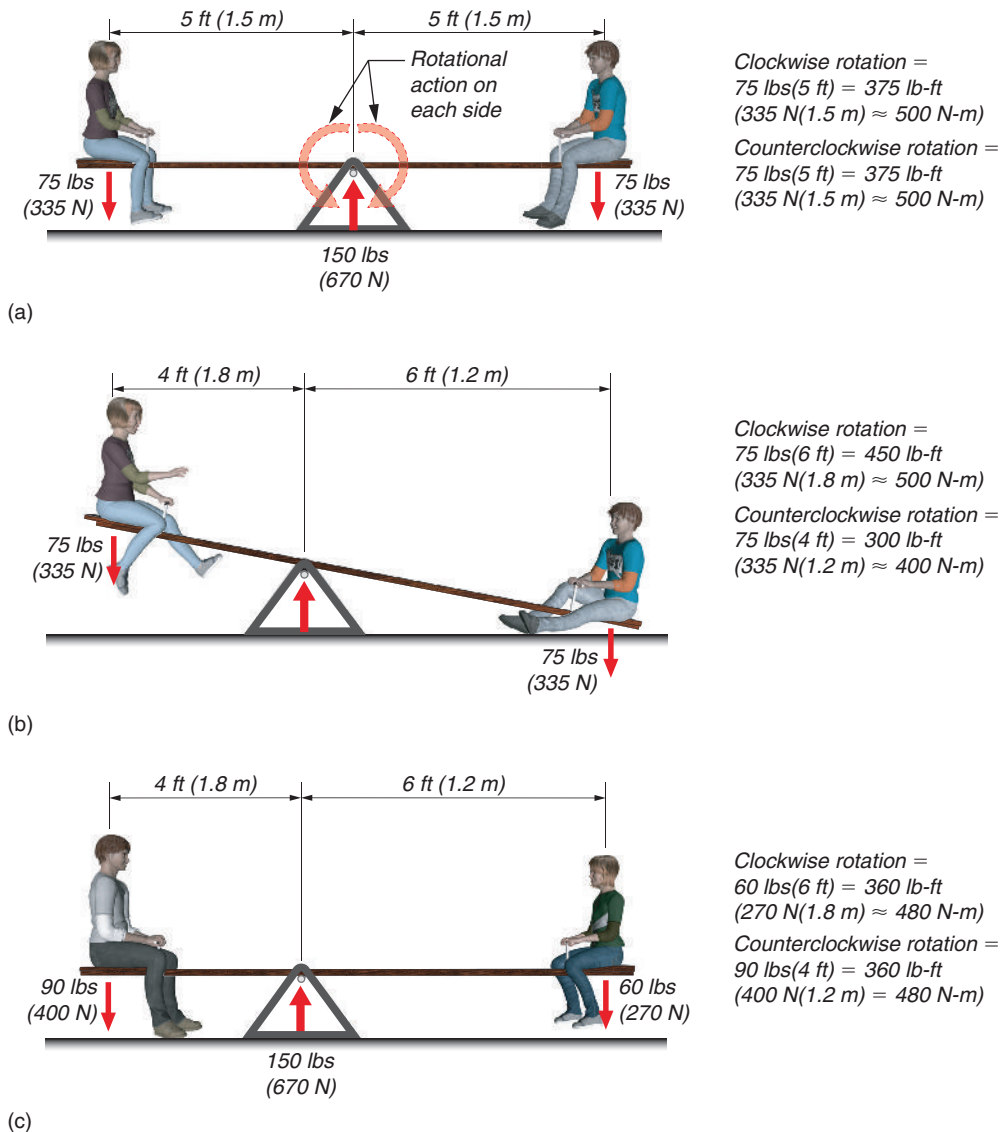 5 ft (1.5 m)
5 ft (1.5 m)
Rotational
action on
each side
75 lbs
(335 N)
75 lbs
(335 N)
150 lbs
(670 N)
Clockwise rotation =
75 lbs(5 ft) = 375 lb-ft
(335 N(1.5 m) ≈ 500 N-m)
Counterclockwise rotation =
75 lbs(5 ft) = 375 lb-ft
(335 N(1.5 m) ≈ 500 N-m)
(a)
4 ft (1.8 m)
6 ft (1.2 m)
75 lbs
(335 N)
75 lbs
(335 N)
Clockwise rotation =
75 lbs(6 ft) = 450 lb-ft
(335 N(1.8 m) ≈ 500 N-m)
Counterclockwise rotation =
75 lbs(4 ft) = 300 lb-ft
(335 N(1.2 m) ≈ 400 N-m)
(b)
4 ft (1.8 m)
6 ft (1.2 m)
90 lbs
(400 N)
60 lbs
(270 N)
150 lbs
(670 N)
Clockwise rotation =
60 lbs(6 ft) = 360 lb-ft
(270 N(1.8 m) ≈ 480 N-m)
Counterclockwise rotation =
90 lbs(4 ft) = 360 lb-ft
(400 N(1.2 m) = 480 N-m)
(c)